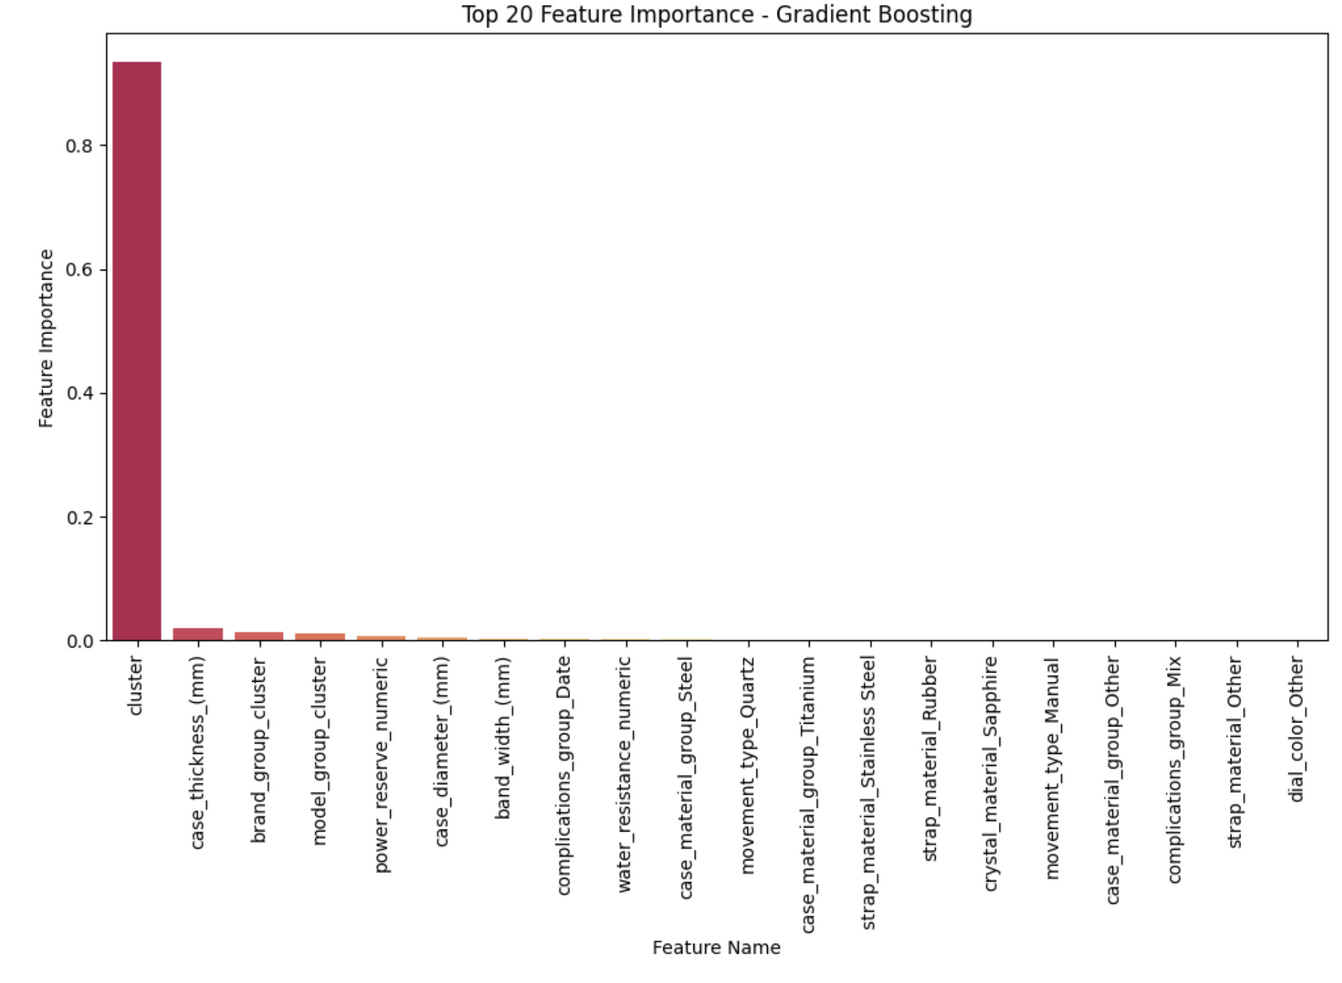 Top 20 Feature Importance - Gradient Boosting
Feature Importance
0.8
0.6
0.4
0.2
0.0
cluster
case_thickness_(mm)
brand_group_cluster
model_group_cluster
power_reserve_numeric
case_diameter_(mm)
band_width_(mm)
complications_group_Date
water_resistance_numeric
case_material_group_Steel
movement_type_Quartz
case_material_group_Titanium
strap_material_Stainless Steel
strap_material_Rubber
crystal_material_Sapphire
movement_type_Manual
case_material_group_Other
complications_group_Mix
strap_material_Other
dial_color_Other
Feature Name